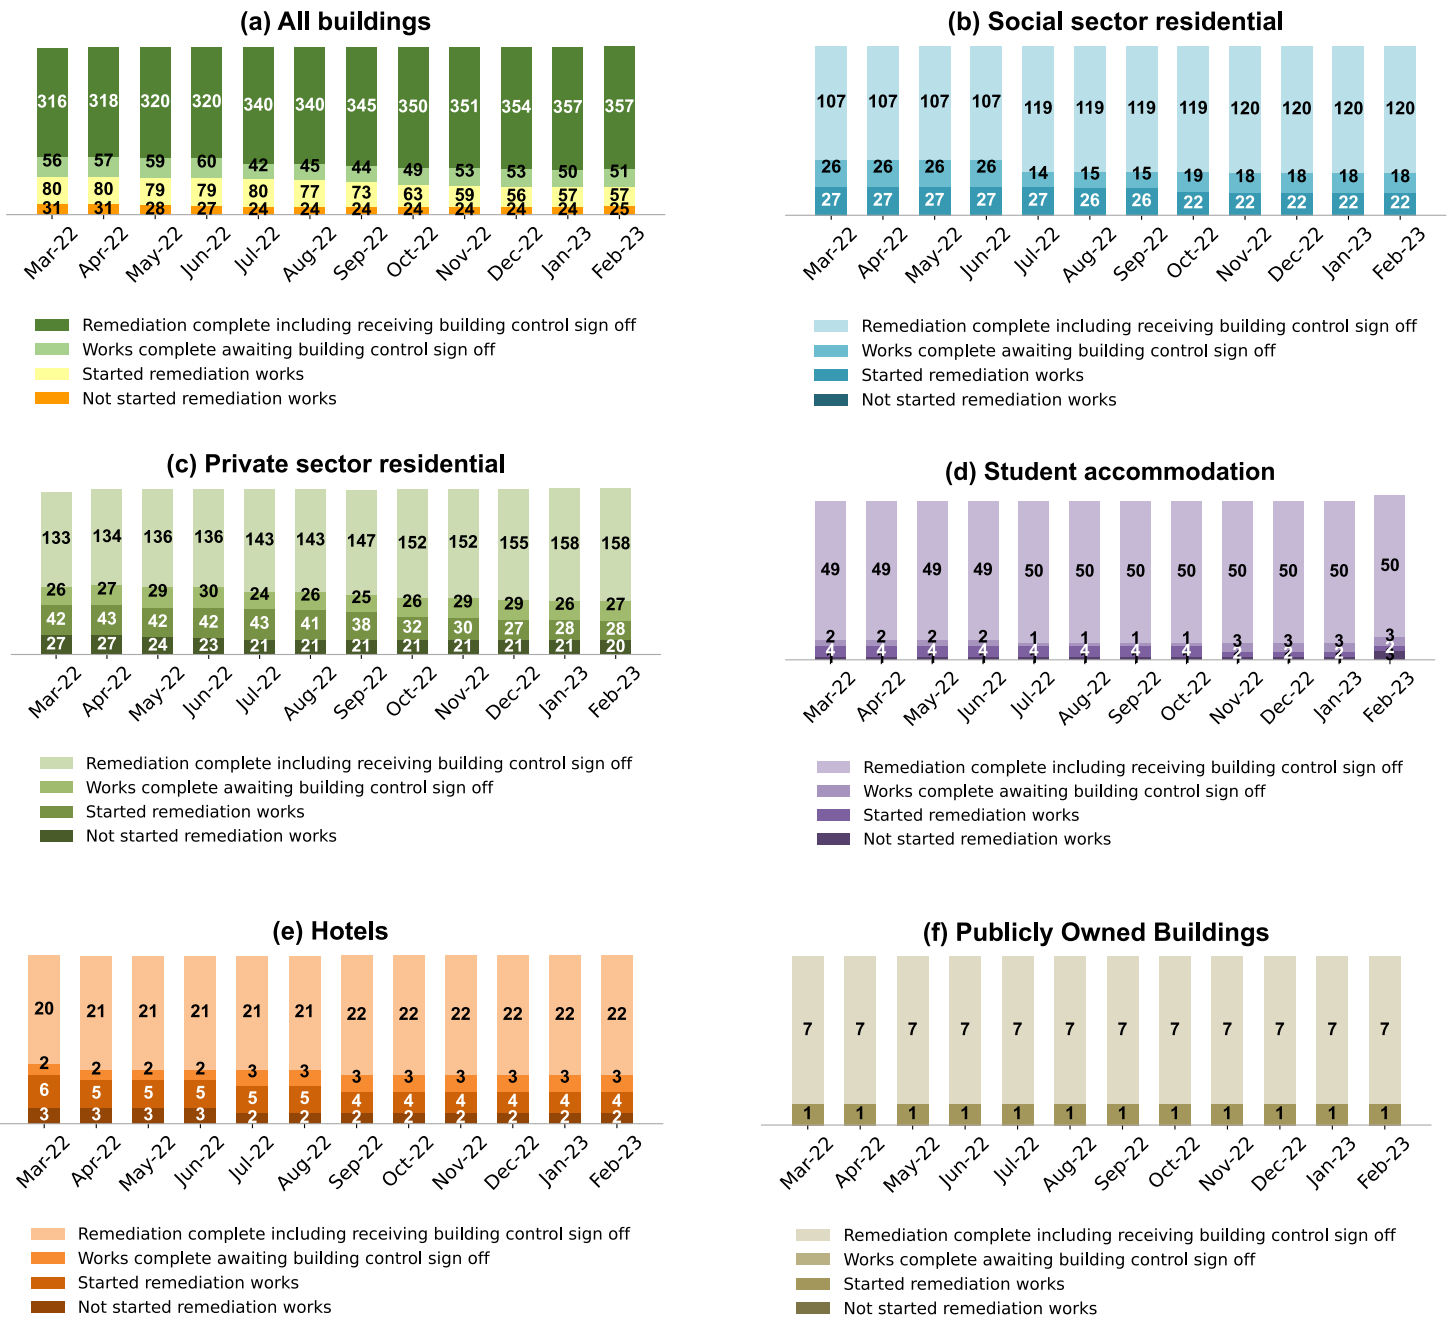 (a) All buildings
316 318 320 320 340 340 345 350 351 354 357 357
56 57 59 60 42 45 44 49 53 53 50 51
80 80 79 79 80 77 73 63 59 56 57 57
31 31 28 27 24 24 24 24 24 24 24 25
Mar-22 Apr-22 May-22 Jun-22 Jul-22 Aug-22 Sep-22 Oct-22 Nov-22 Dec-22 Jan-23 Feb-23
Remediation complete including receiving building control sign off
Works complete awaiting building control sign off
Started remediation works
Not started remediation works
(b) Social sector residential
107 107 107 107 119 119 119 119 120 120 120 120
26 26 26 26 14 15 15 19 18 18 18 18
27 27 27 27 27 26 26 22 22 22 22 22
Mar-22 Apr-22 May-22 Jun-22 Jul-22 Aug-22 Sep-22 Oct-22 Nov-22 Dec-22 Jan-23 Feb-23
Remediation complete including receiving building control sign off
Works complete awaiting building control sign off
Started remediation works
Not started remediation works
(c) Private sector residential
133 134 136 136 143 143 147 152 152 155 158 158
26 27 29 30 24 26 25 26 29 29 26 27
42 43 42 42 43 41 38 32 30 27 28 28
27 27 24 23 21 21 21 21 21 21 21 20
Mar-22 Apr-22 May-22 Jun-22 Jul-22 Aug-22 Sep-22 Oct-22 Nov-22 Dec-22 Jan-23 Feb-23
Remediation complete including receiving building control sign off
Works complete awaiting building control sign off
Started remediation works
Not started remediation works
(d) Student accommodation
49 49 49 49 50 50 50 50 50 50 50 50
2 2 2 2 1 1 1 1 3 3 3 3
4 4 4 4 4 4 4 4 2 2 2 2
1 1 1 1 1 1 1 1 1 1 1 3
Mar-22 Apr-22 May-22 Jun-22 Jul-22 Aug-22 Sep-22 Oct-22 Nov-22 Dec-22 Jan-23 Feb-23
Remediation complete including receiving building control sign off
Works complete awaiting building control sign off
Started remediation works
Not started remediation works
(e) Hotels
20 21 21 21 21 21 22 22 22 22 22 22
2 2 2 2 3 3 3 3 3 3 3 3
6 5 5 5 5 5 4 4 4 4 4 4
3 3 3 3 2 2 2 2 2 2 2 2
Mar-22 Apr-22 May-22 Jun-22 Jul-22 Aug-22 Sep-22 Oct-22 Nov-22 Dec-22 Jan-23 Feb-23
Remediation complete including receiving building control sign off
Works complete awaiting building control sign off
Started remediation works
Not started remediation works
(f) Publicly Owned Buildings
7 7 7 7 7 7 7 7 7 7 7 7
1 1 1 1 1 1 1 1 1 1 1 1
Mar-22 Apr-22 May-22 Jun-22 Jul-22 Aug-22 Sep-22 Oct-22 Nov-22 Dec-22 Jan-23 Feb-23
Remediation complete including receiving building control sign off
Works complete awaiting building control sign off
Started remediation works
Not started remediation works